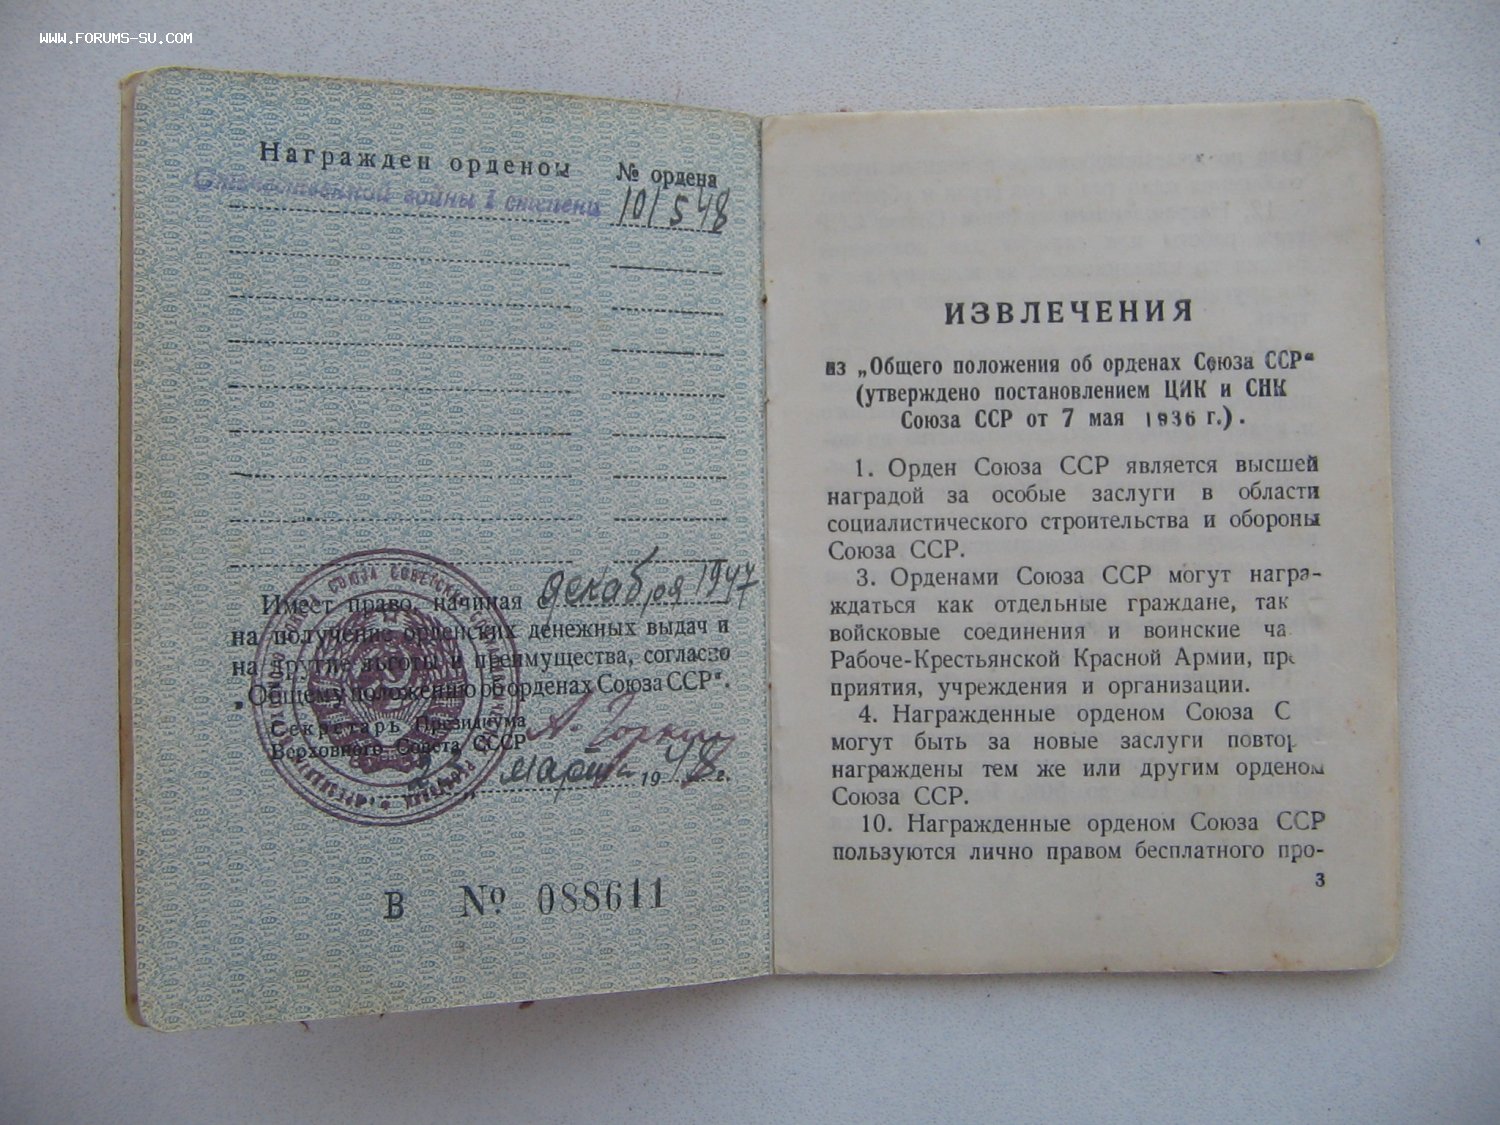 WWW.FORUMS-SU.COM
Награжден орденом № ордена
Отечественной войны I степени 101548
Имеет право, начиная с декабря 1947
на получение орденских денежных выдач и
на другие льготы и преимущества, согласно
„Общему положению об орденах Союза ССР“.
Секретарь Президиума
Верховного Совета СССР
А. Горкин
23 марта 1948 г.
В № 088611
ИЗВЛЕЧЕНИЯ
из „Общего положения об орденах Союза ССР“
(утверждено постановлением ЦИК и СНК
Союза ССР от 7 мая 1936 г.).
1. Орден Союза ССР является высшей
наградой за особые заслуги в области
социалистического строительства и обороны
Союза ССР.
3. Орденами Союза ССР могут награ-
ждаться как отдельные граждане, так
войсковые соединения и воинские ча
Рабоче-Крестьянской Красной Армии, пре
приятия, учреждения и организации.
4. Награжденные орденом Союза С
могут быть за новые заслуги повтор
награждены тем же или другим орденом
Союза ССР.
10. Награжденные орденом Союза ССР
пользуются лично правом бесплатного про-
3